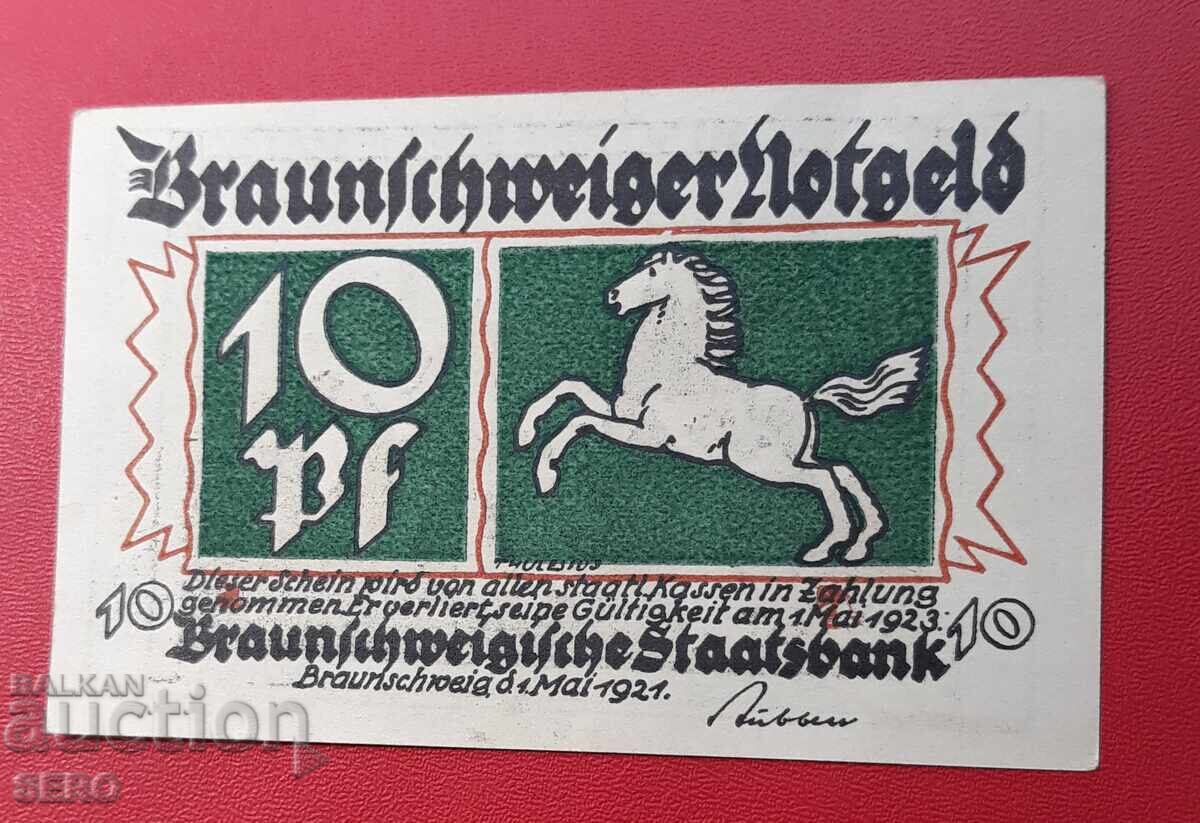 Braunschweiger Notgeld
10
Pf
Dieser Schein wird von allen staatl. Kassen in Zahlung
10 genommen. Er verliert seine Gültigkeit am 1. Mai 1923. 10
Braunschweigische Staatsbank
Braunschweig, d. 1. Mai 1921.
Stübben
BALKAN
auction
SERO